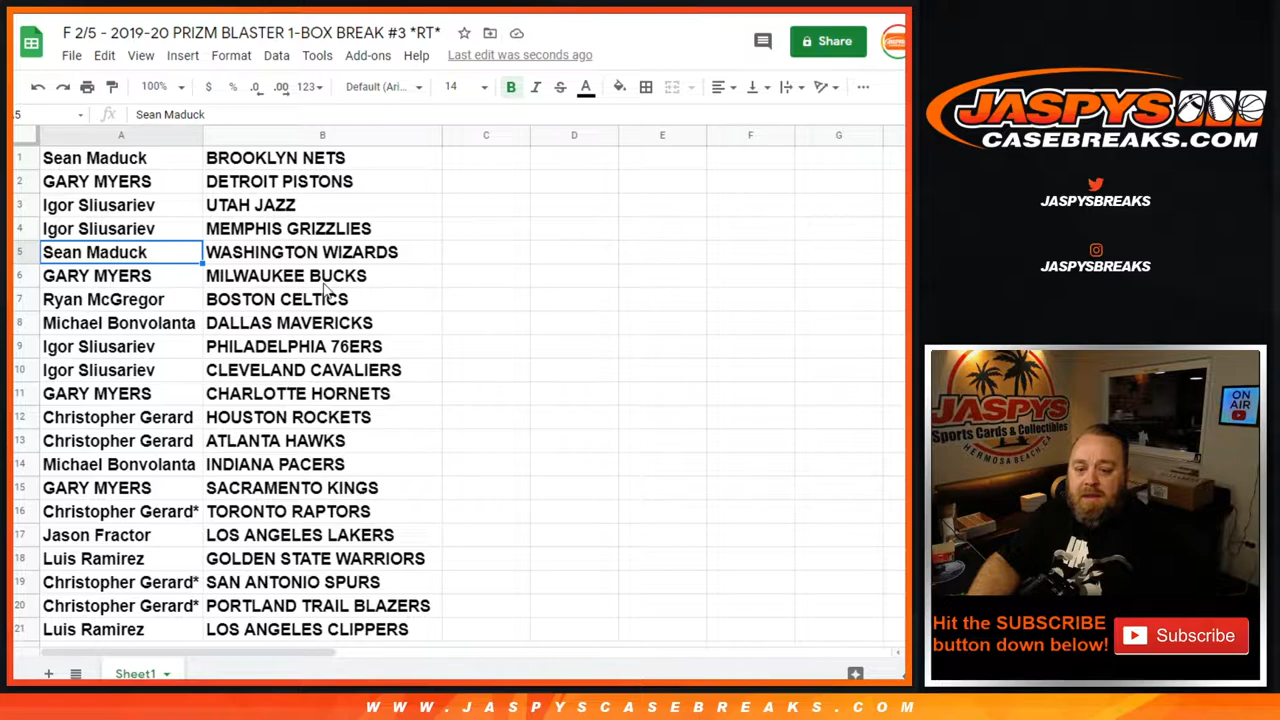 F 2/5 - 2019-20 PRIZM BLASTER 1-BOX BREAK #3 *RT*
Share
File Edit View Insert Format Data Tools Add-ons Help Last edit was seconds ago
100% $ % .0 .00 123 Default (Ari... 14 B I S A
5 fx Sean Maduck
A B C D E F G
1 Sean Maduck BROOKLYN NETS
2 GARY MYERS DETROIT PISTONS
3 Igor Sliusariev UTAH JAZZ
4 Igor Sliusariev MEMPHIS GRIZZLIES
5 Sean Maduck WASHINGTON WIZARDS
6 GARY MYERS MILWAUKEE BUCKS
7 Ryan McGregor BOSTON CELTICS
8 Michael Bonvolanta DALLAS MAVERICKS
9 Igor Sliusariev PHILADELPHIA 76ERS
10 Igor Sliusariev CLEVELAND CAVALIERS
11 GARY MYERS CHARLOTTE HORNETS
12 Christopher Gerard HOUSTON ROCKETS
13 Christopher Gerard ATLANTA HAWKS
14 Michael Bonvolanta INDIANA PACERS
15 GARY MYERS SACRAMENTO KINGS
16 Christopher Gerard* TORONTO RAPTORS
17 Jason Fractor LOS ANGELES LAKERS
18 Luis Ramirez GOLDEN STATE WARRIORS
19 Christopher Gerard* SAN ANTONIO SPURS
20 Christopher Gerard* PORTLAND TRAIL BLAZERS
21 Luis Ramirez LOS ANGELES CLIPPERS
Sheet1
JASPYS
CASEBREAKS.COM
JASPYSBREAKS
JASPYSBREAKS
JASPYS
Sports Cards & Collectibles
HERMOSA BEACH, CA
ON AIR
Hit the SUBSCRIBE
button down below!
Subscribe
WWW.JASPYSCASEBREAKS.COM